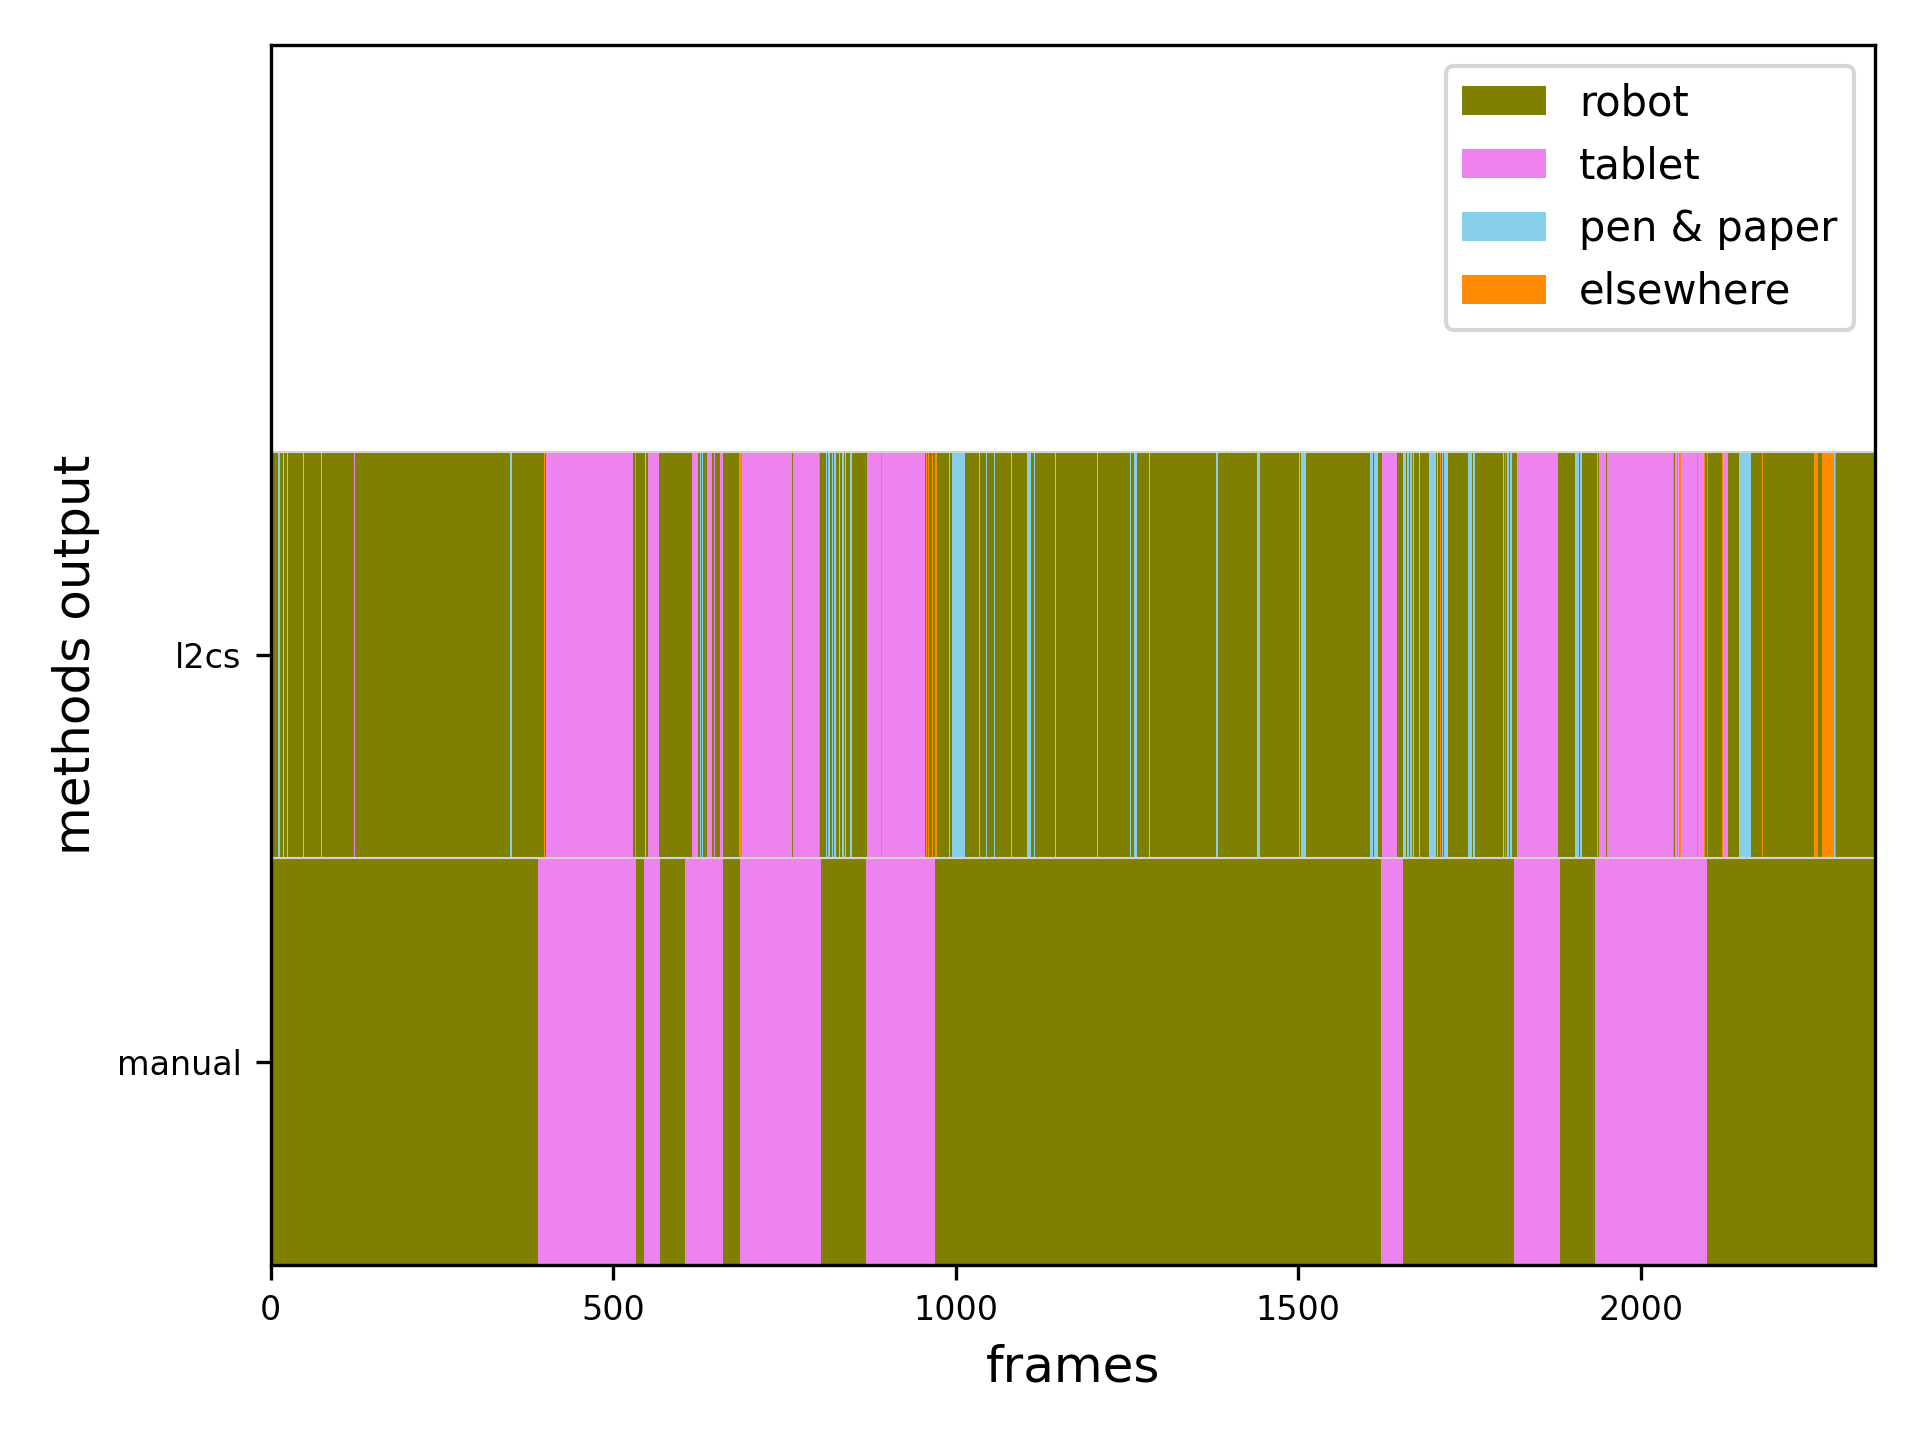 robot
tablet
pen & paper
elsewhere
methods output
l2cs
manual
0 500 1000 1500 2000
frames